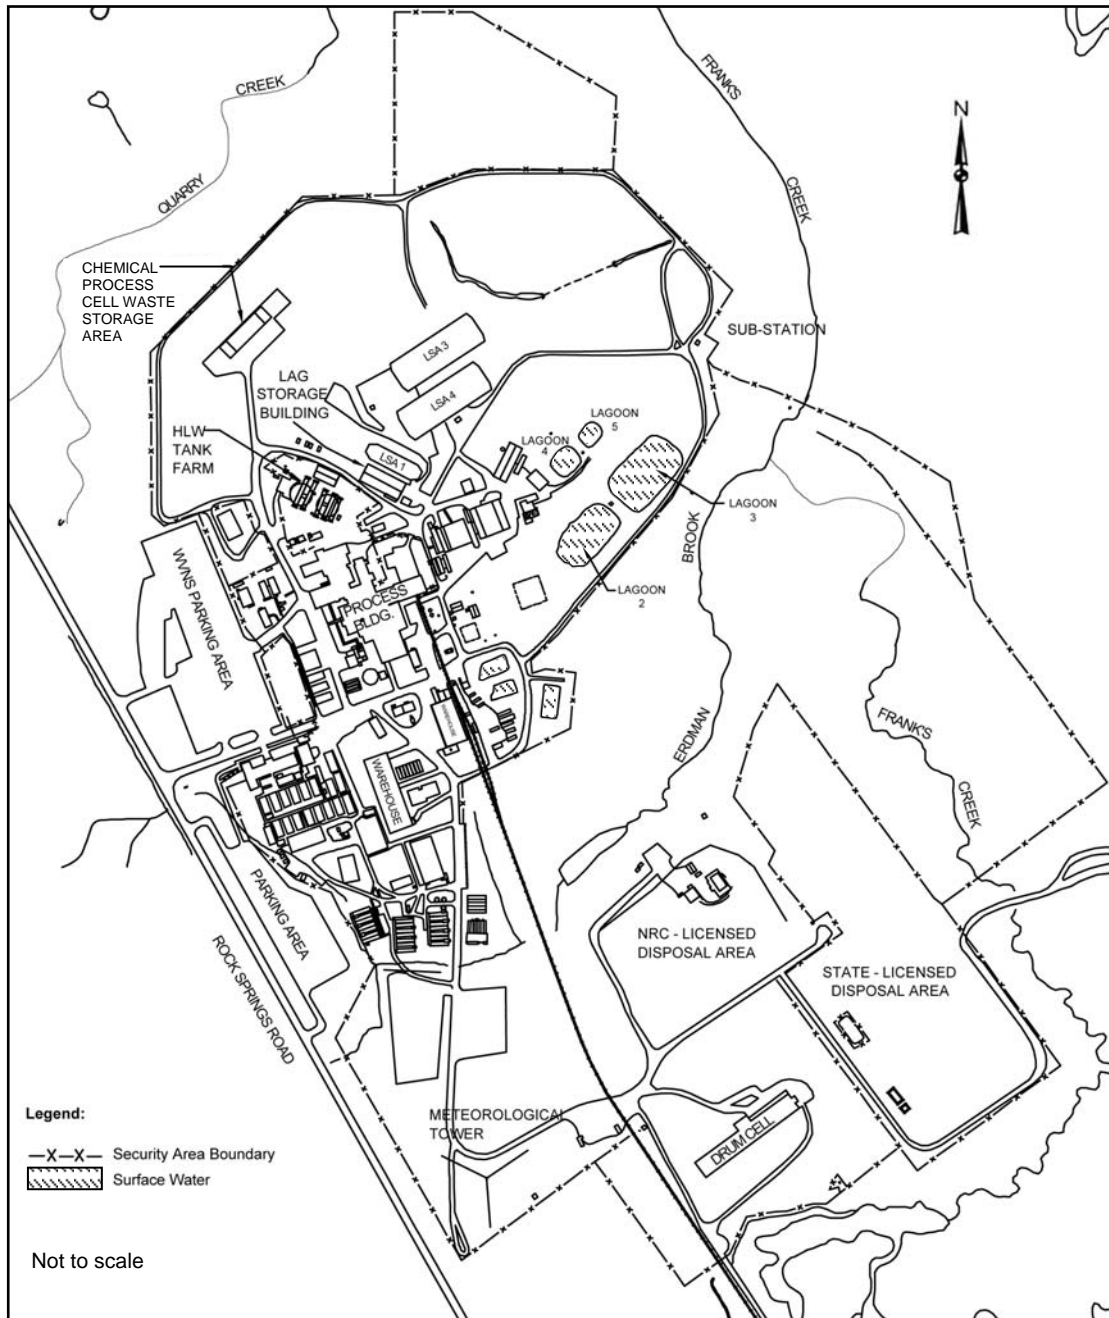 FRANKS
CREEK
N
QUARRY
CREEK
CHEMICAL
PROCESS
CELL WASTE
STORAGE
AREA
SUB-STATION
LSA 3
LSA 4
LAG
STORAGE
BUILDING
LSA 1
HLW
TANK
FARM
LAGOON
5
LAGOON
4
LAGOON
3
LAGOON
2
BROOK
ERDMAN
WVNS PARKING AREA
PROCESS
BLDG.
WAREHOUSE
WAREHOUSE
FRANK'S
CREEK
PARKING AREA
ROCK SPRINGS ROAD
NRC - LICENSED
DISPOSAL AREA
STATE - LICENSED
DISPOSAL AREA
METEOROLOGICAL
TOWER
DRUM CELL
Legend:
—X—X— Security Area Boundary
Surface Water
Not to scale